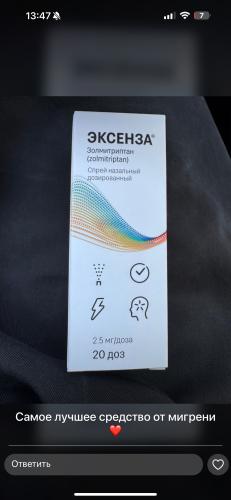 13:47
7
ЭКСЕНЗА®
Золмитриптан
(zolmitriptan)
Спрей назальный
дозированный
2.5 мг/доза
20 доз
Самое лучшее средство от мигрени
❤️
Ответить